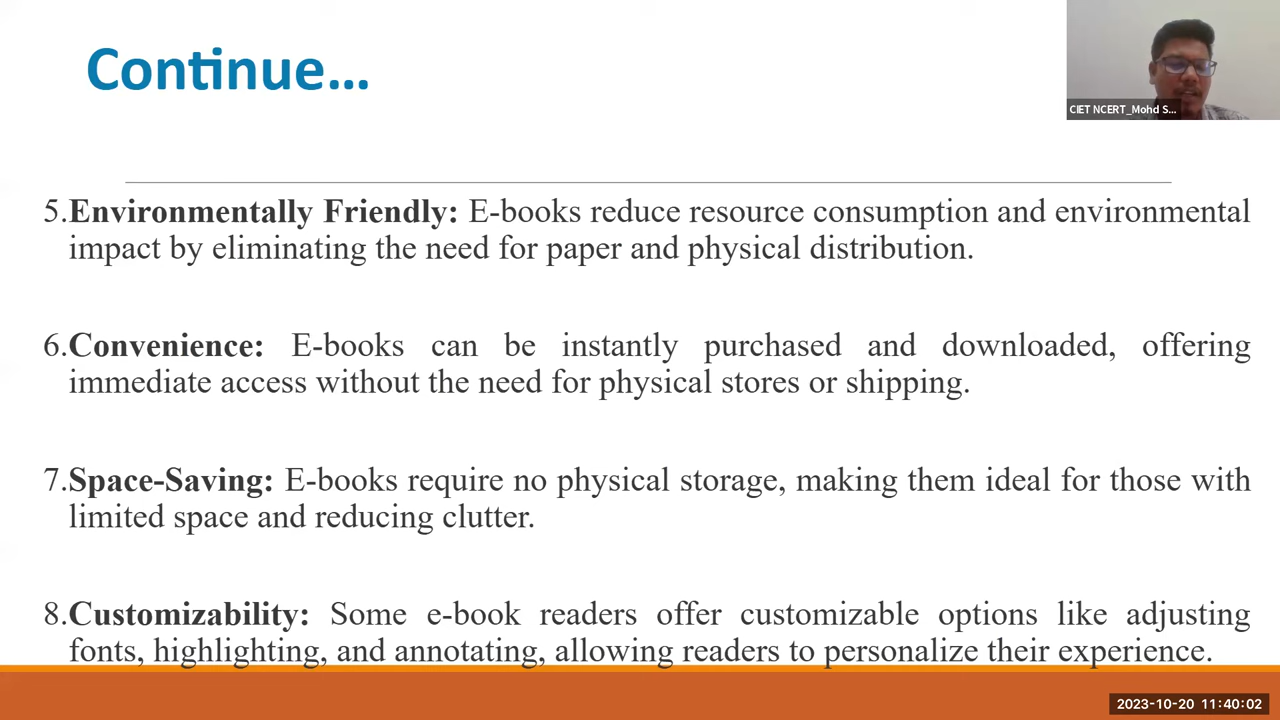 Continue…
CIET NCERT_Mohd S...
5.Environmentally Friendly: E-books reduce resource consumption and environmental
impact by eliminating the need for paper and physical distribution.
6.Convenience: E-books can be instantly purchased and downloaded, offering
immediate access without the need for physical stores or shipping.
7.Space-Saving: E-books require no physical storage, making them ideal for those with
limited space and reducing clutter.
8.Customizability: Some e-book readers offer customizable options like adjusting
fonts, highlighting, and annotating, allowing readers to personalize their experience.
2023-10-20 11:40:02